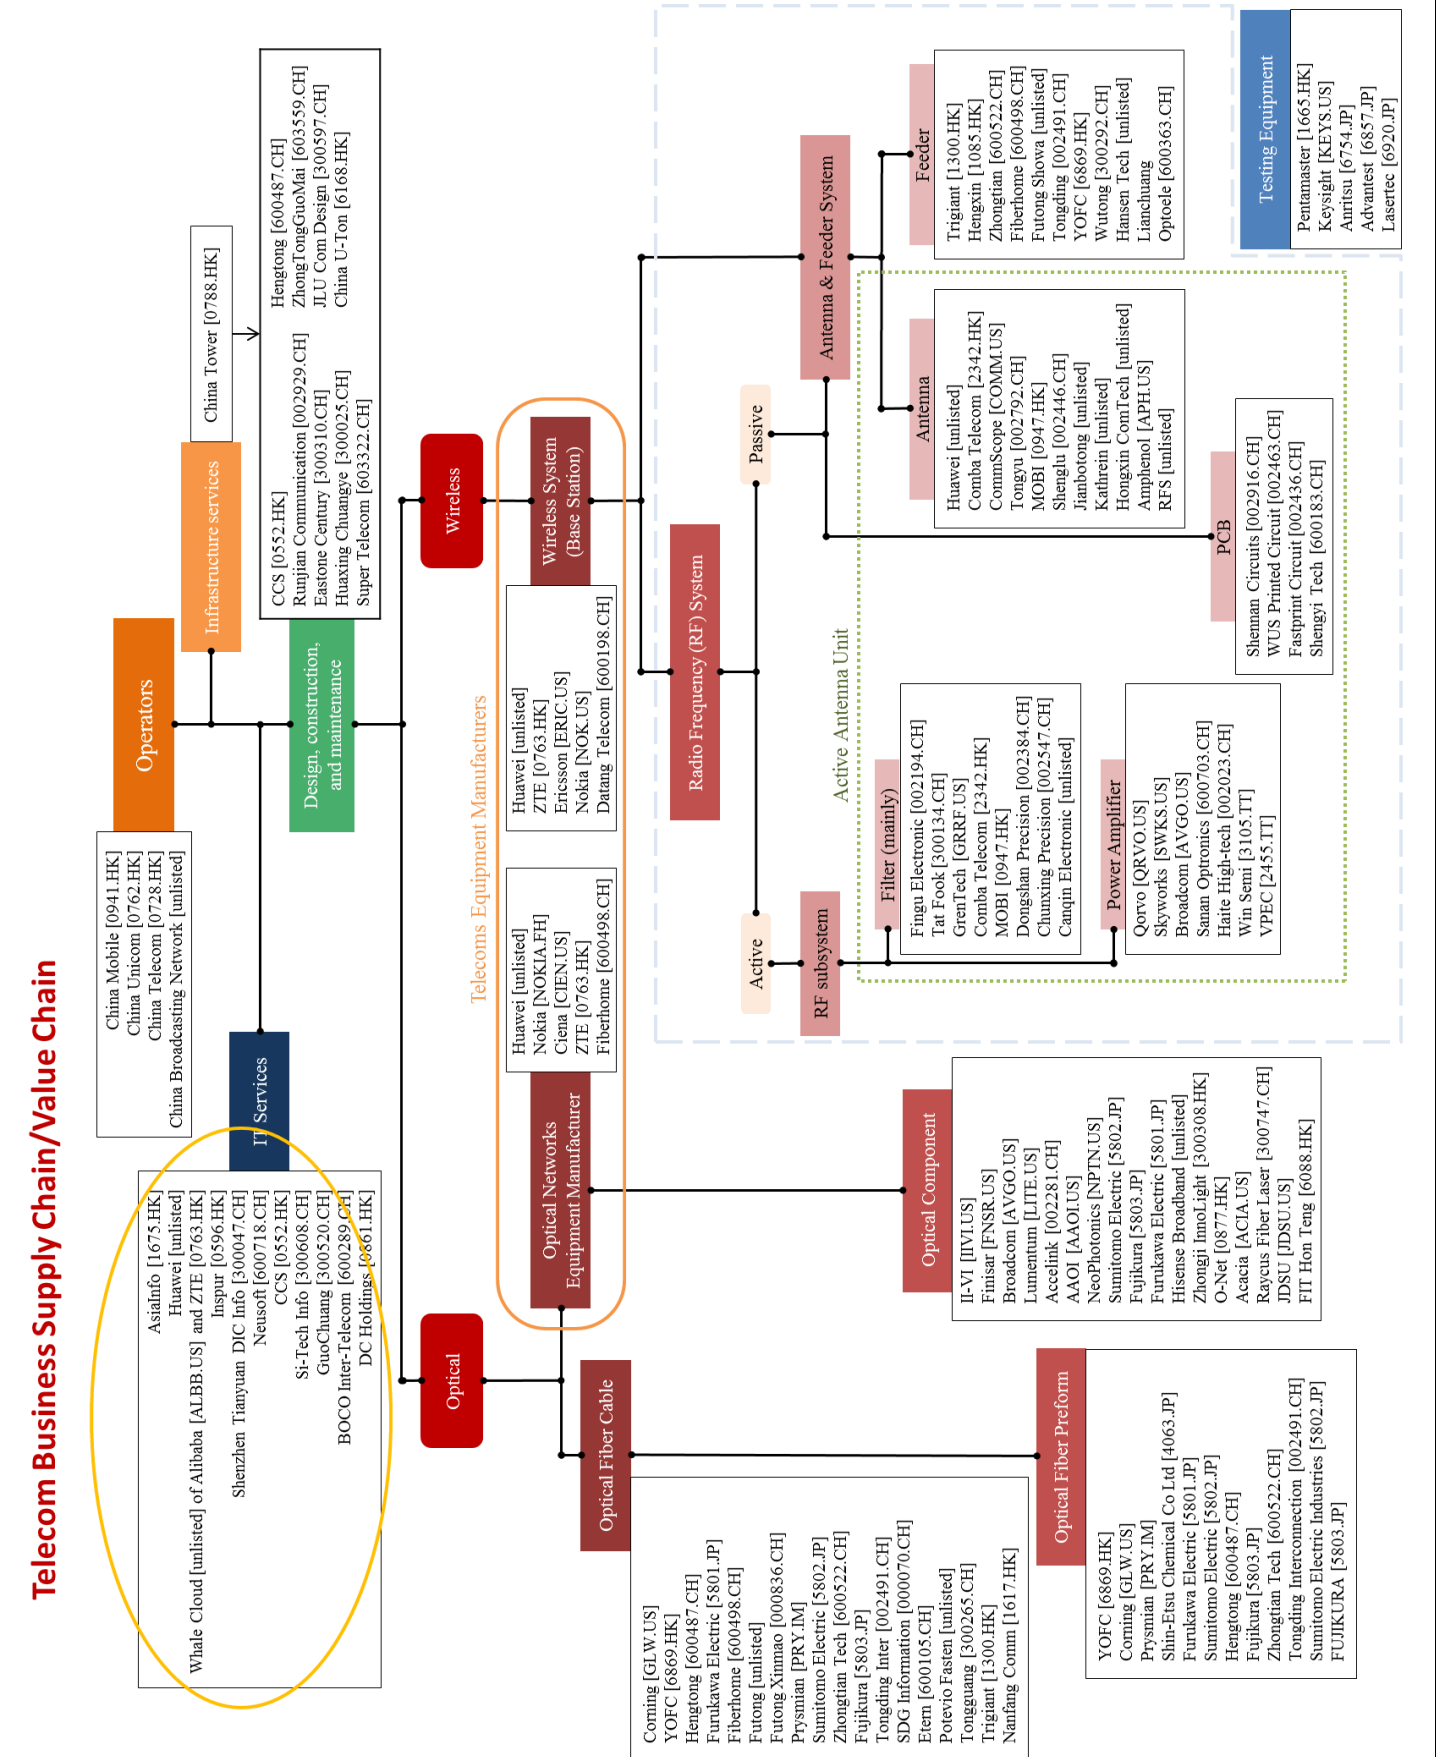 Telecom Business Supply Chain/Value Chain
Operators
China Mobile [0941.HK]
China Unicom [0762.HK]
China Telecom [0728.HK]
China Broadcasting Network [unlisted]
Infrastructure services
China Tower [0788.HK]
IT Services
AsiaInfo [1675.HK]
Huawei [unlisted]
Whale Cloud [unlisted] of Alibaba [ALBB.US] and ZTE [0763.HK]
Inspur [0596.HK]
Shenzhen Tianyuan DIC Info [300047.CH]
Neusoft [600718.CH]
CCS [0552.HK]
Si-Tech Info [300608.CH]
GuoChuang [300520.CH]
BOCO Inter-Telecom [600289.CH]
DC Holdings [0861.HK]
Design, construction,
and maintenance
CCS [0552.HK]
Runjian Communication [002929.CH]
Eastone Century [300310.CH]
Huaxing Chuangye [300025.CH]
Super Telecom [603322.CH]
Hengtong [600487.CH]
ZhongTongGuoMai [603559.CH]
JLU Com Design [300597.CH]
China U-Ton [6168.HK]
Optical
Wireless
Telecoms Equipment Manufacturers
Optical Networks
Equipment Manufacturer
Huawei [unlisted]
Nokia [NOKIA.FH]
Ciena [CIEN.US]
ZTE [0763.HK]
Fiberhome [600498.CH]
Huawei [unlisted]
ZTE [0763.HK]
Ericsson [ERIC.US]
Nokia [NOK.US]
Datang Telecom [600198.CH]
Wireless System
(Base Station)
Optical Fiber Cable
Corning [GLW.US]
YOFC [6869.HK]
Hengtong [600487.CH]
Furukawa Electric [5801.JP]
Fiberhome [600498.CH]
Futong [unlisted]
Futong Xinmao [000836.CH]
Prysmian [PRY.IM]
Sumitomo Electric [5802.JP]
Zhongtian Tech [600522.CH]
Fujikura [5803.JP]
Tongding Inter [002491.CH]
SDG Information [000070.CH]
Etern [600105.CH]
Potevio Fasten [unlisted]
Tongguang [300265.CH]
Trigiant [1300.HK]
Nanfang Comm [1617.HK]
Radio Frequency (RF) System
Active
Passive
RF subsystem
Antenna & Feeder System
Active Antenna Unit
Optical Component
II-VI [IIVI.US]
Finisar [FNSR.US]
Broadcom [AVGO.US]
Lumentum [LITE.US]
Accelink [002281.CH]
AAOI [AAOI.US]
NeoPhotonics [NPTN.US]
Sumitomo Electric [5802.JP]
Fujikura [5803.JP]
Furukawa Electric [5801.JP]
Hisense Broadband [unlisted]
Zhongji InnoLight [300308.HK]
O-Net [0877.HK]
Acacia [ACIA.US]
Raycus Fiber Laser [300747.CH]
JDSU [JDSU.US]
FIT Hon Teng [6088.HK]
Filter (mainly)
Fingu Electronic [002194.CH]
Tat Fook [300134.CH]
GrenTech [GRRF.US]
Comba Telecom [2342.HK]
MOBI [0947.HK]
Dongshan Precision [002384.CH]
Chunxing Precision [002547.CH]
Canqin Electronic [unlisted]
Antenna
Huawei [unlisted]
Comba Telecom [2342.HK]
CommScope [COMM.US]
Tongyu [002792.CH]
MOBI [0947.HK]
Shenglu [002446.CH]
Jianbotong [unlisted]
Kathrein [unlisted]
Hongxin ComTech [unlisted]
Amphenol [APH.US]
RFS [unlisted]
Feeder
Trigiant [1300.HK]
Hengxin [1085.HK]
Zhongtian [600522.CH]
Fiberhome [600498.CH]
Futong Showa [unlisted]
Tongding [002491.CH]
YOFC [6869.HK]
Wutong [300292.CH]
Hansen Tech [unlisted]
Lianchuang
Optoele [600363.CH]
Optical Fiber Preform
YOFC [6869.HK]
Corning [GLW.US]
Prysmian [PRY.IM]
Shin-Etsu Chemical Co Ltd [4063.JP]
Furukawa Electric [5801.JP]
Sumitomo Electric [5802.JP]
Hengtong [600487.CH]
Fujikura [5803.JP]
Zhongtian Tech [600522.CH]
Tongding Interconnection [002491.CH]
Sumitomo Electric Industries [5802.JP]
FUJIKURA [5803.JP]
Power Amplifier
Qorvo [QRVO.US]
Skyworks [SWKS.US]
Broadcom [AVGO.US]
Sanan Optronics [600703.CH]
Haite High-tech [002023.CH]
Win Semi [3105.TT]
VPEC [2455.TT]
PCB
Shennan Circuits [002916.CH]
WUS Printed Circuit [002463.CH]
Fastprint Circuit [002436.CH]
Shengyi Tech [600183.CH]
Testing Equipment
Pentamaster [1665.HK]
Keysight [KEYS.US]
Anritsu [6754.JP]
Advantest [6857.JP]
Lasertec [6920.JP]